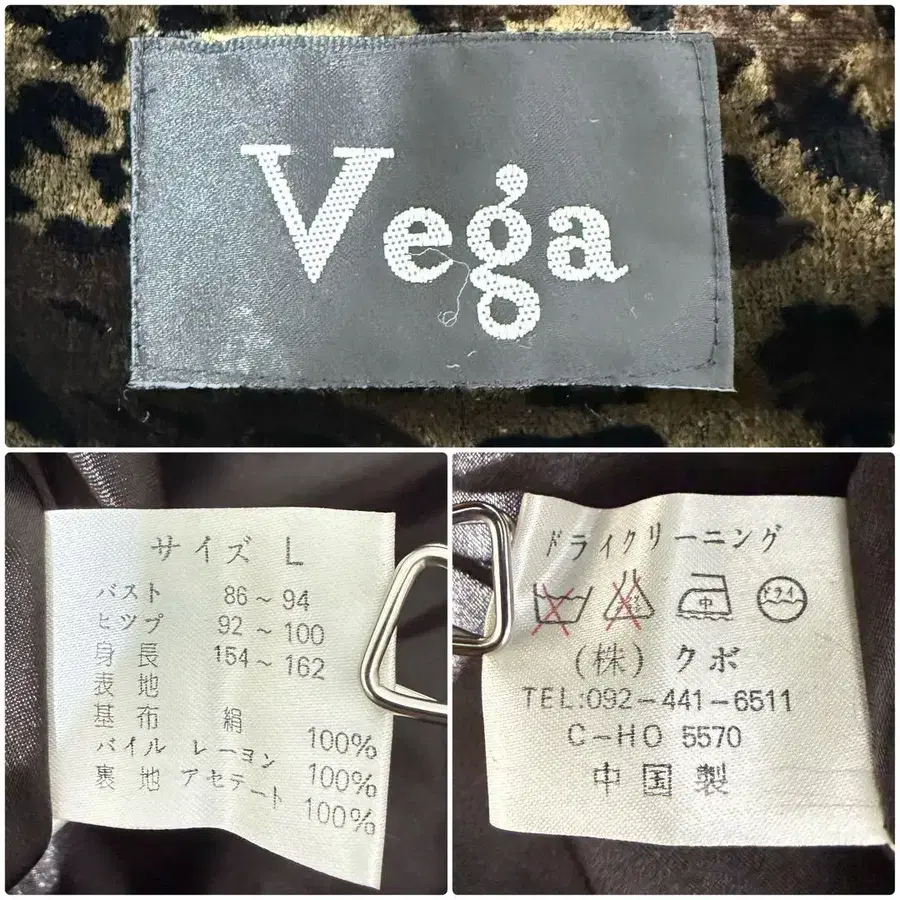 Vega
サイズ L
バスト 86～94
ヒップ 92～100
身長 154～162
表地
基布 絹 100%
パイル レーヨン 100%
裏地 アセテート 100%
ドライクリーニング
中 ドライ
(株) クボ
TEL:092-441-6511
C-HO 5570
中国製